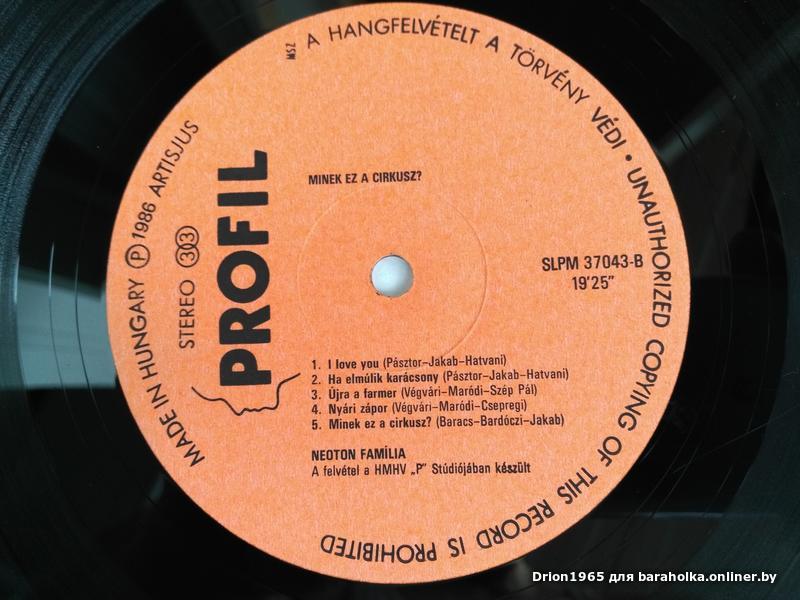 MSZ A HANGFELVÉTELT A TÖRVÉNY VÉDI • UNAUTHORIZED COPYING OF THIS RECORD IS PROHIBITED
MADE IN HUNGARY Ⓟ 1986 ARTISJUS
STEREO 33
PROFIL
MINEK EZ A CIRKUSZ?
SLPM 37043-B
19'25"
1. I love you (Pásztor–Jakab–Hatvani)
2. Ha elmúlik karácsony (Pásztor–Jakab–Hatvani)
3. Újra a farmer (Végvári–Maródi–Szép Pál)
4. Nyári zápor (Végvári–Maródi–Csepregi)
5. Minek ez a cirkusz? (Baracs–Bardóczi–Jakab)
NEOTON FAMÍLIA
A felvétel a HMHV „P” Stúdiójában készült
Drion1965 для baraholka.onliner.by